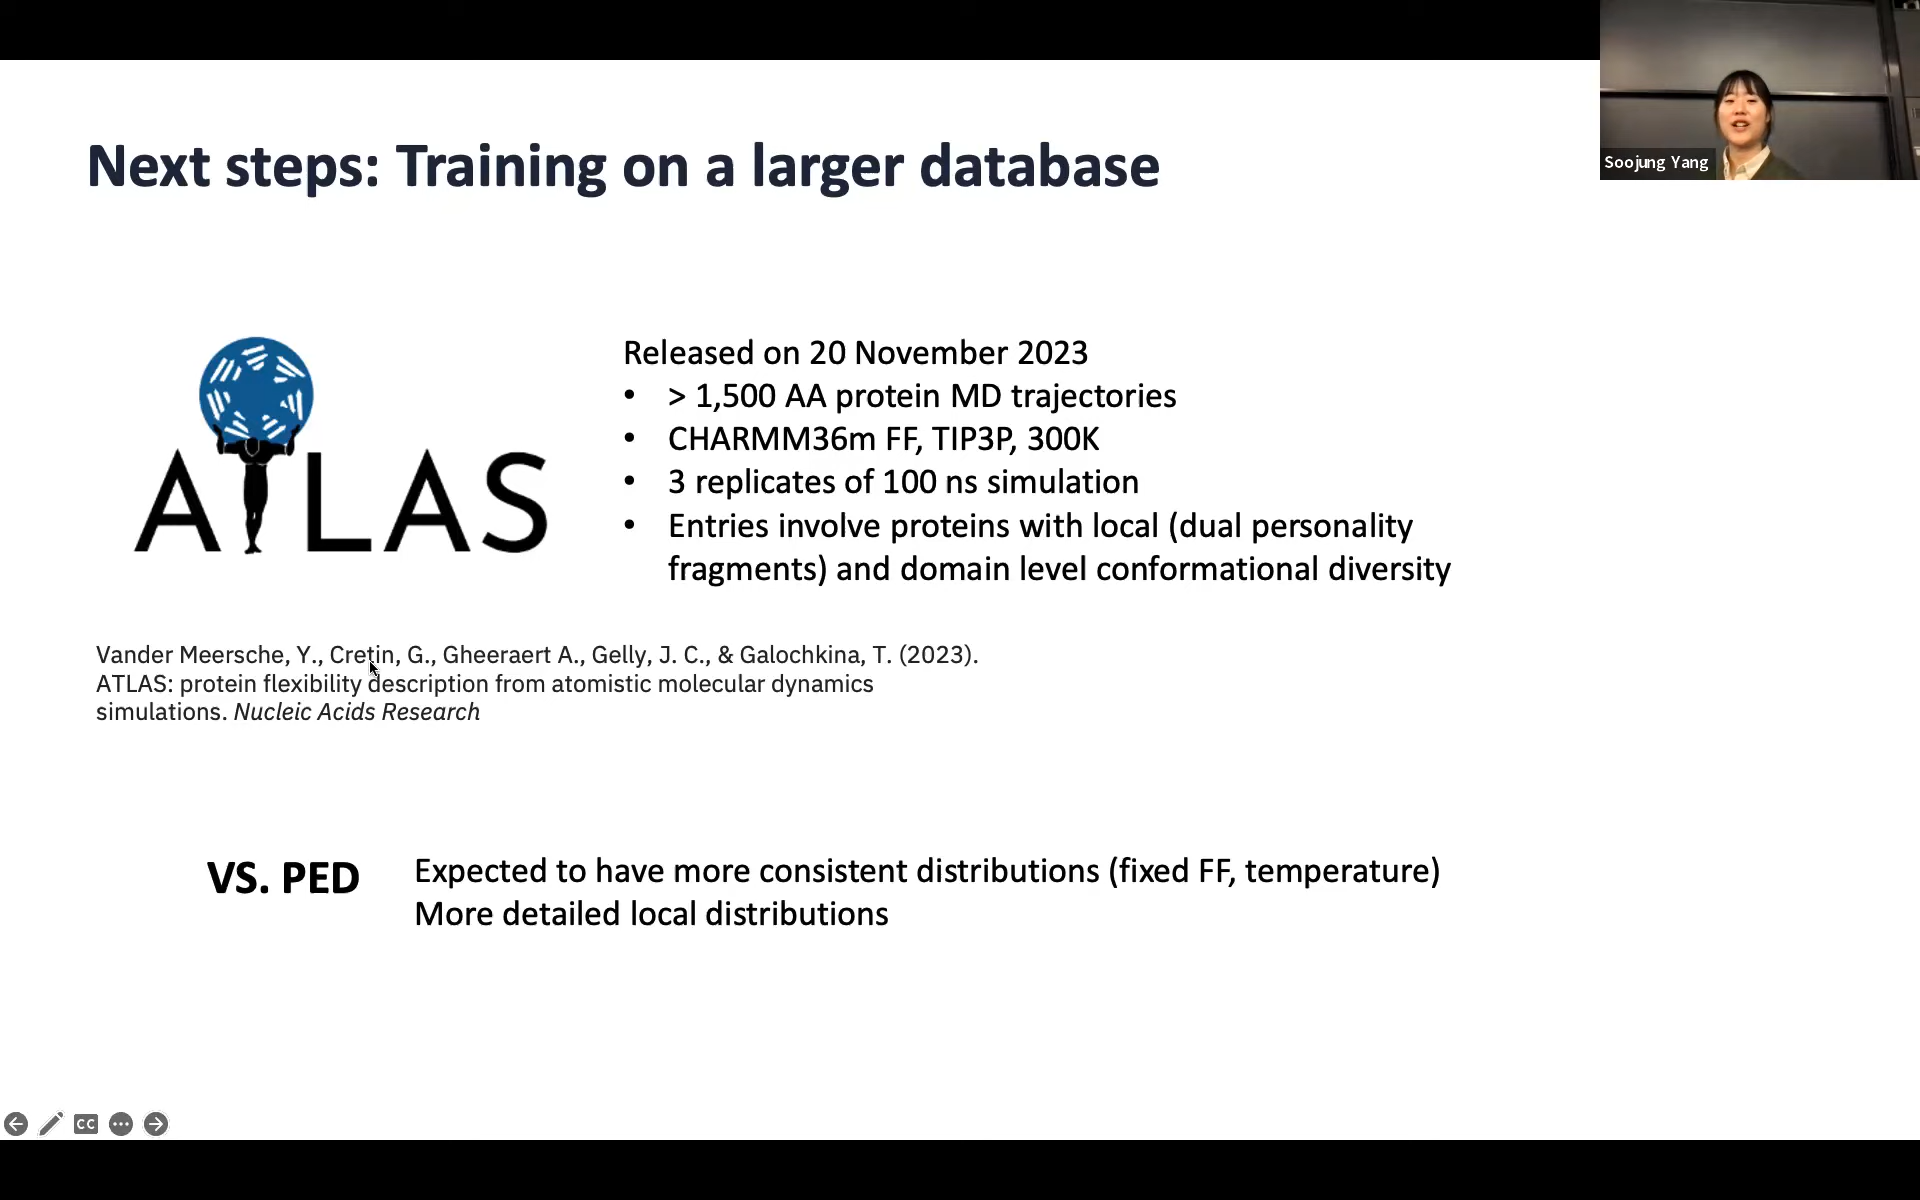 Next steps: Training on a larger database
Soojung Yang
ATLAS
Released on 20 November 2023
• > 1,500 AA protein MD trajectories
• CHARMM36m FF, TIP3P, 300K
• 3 replicates of 100 ns simulation
• Entries involve proteins with local (dual personality
fragments) and domain level conformational diversity
Vander Meersche, Y., Cretin, G., Gheeraert A., Gelly, J. C., & Galochkina, T. (2023).
ATLAS: protein flexibility description from atomistic molecular dynamics
simulations. Nucleic Acids Research
VS. PED
Expected to have more consistent distributions (fixed FF, temperature)
More detailed local distributions
CC